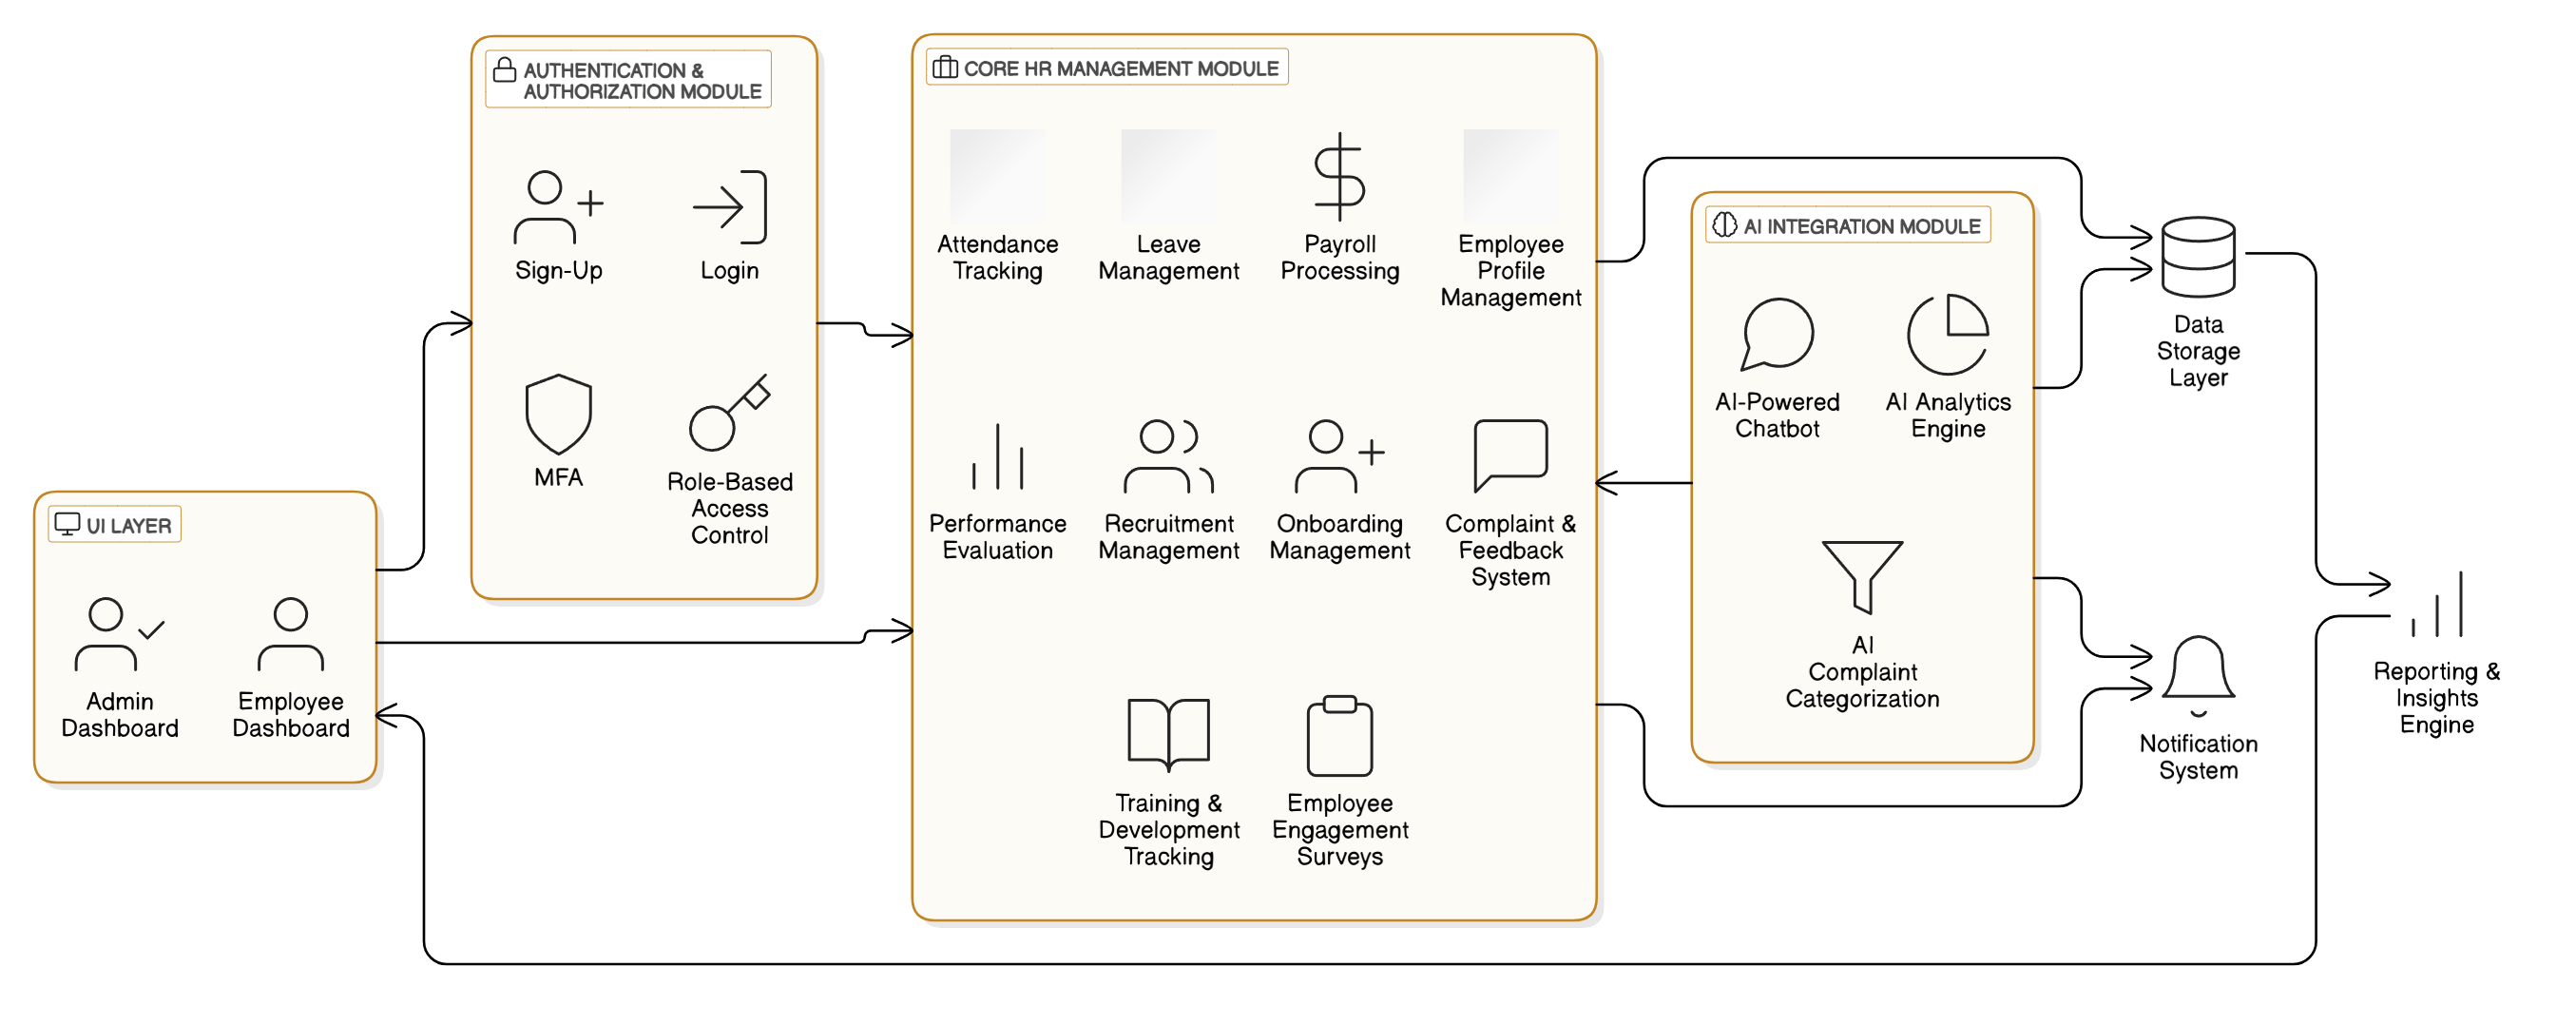 AUTHENTICATION &
AUTHORIZATION MODULE
Sign-Up
Login
MFA
Role-Based
Access
Control
UI LAYER
Admin
Dashboard
Employee
Dashboard
CORE HR MANAGEMENT MODULE
Attendance
Tracking
Leave
Management
Payroll
Processing
Employee
Profile
Management
Performance
Evaluation
Recruitment
Management
Onboarding
Management
Complaint &
Feedback
System
Training &
Development
Tracking
Employee
Engagement
Surveys
AI INTEGRATION MODULE
AI-Powered
Chatbot
AI Analytics
Engine
AI
Complaint
Categorization
Data
Storage
Layer
Notification
System
Reporting &
Insights
Engine